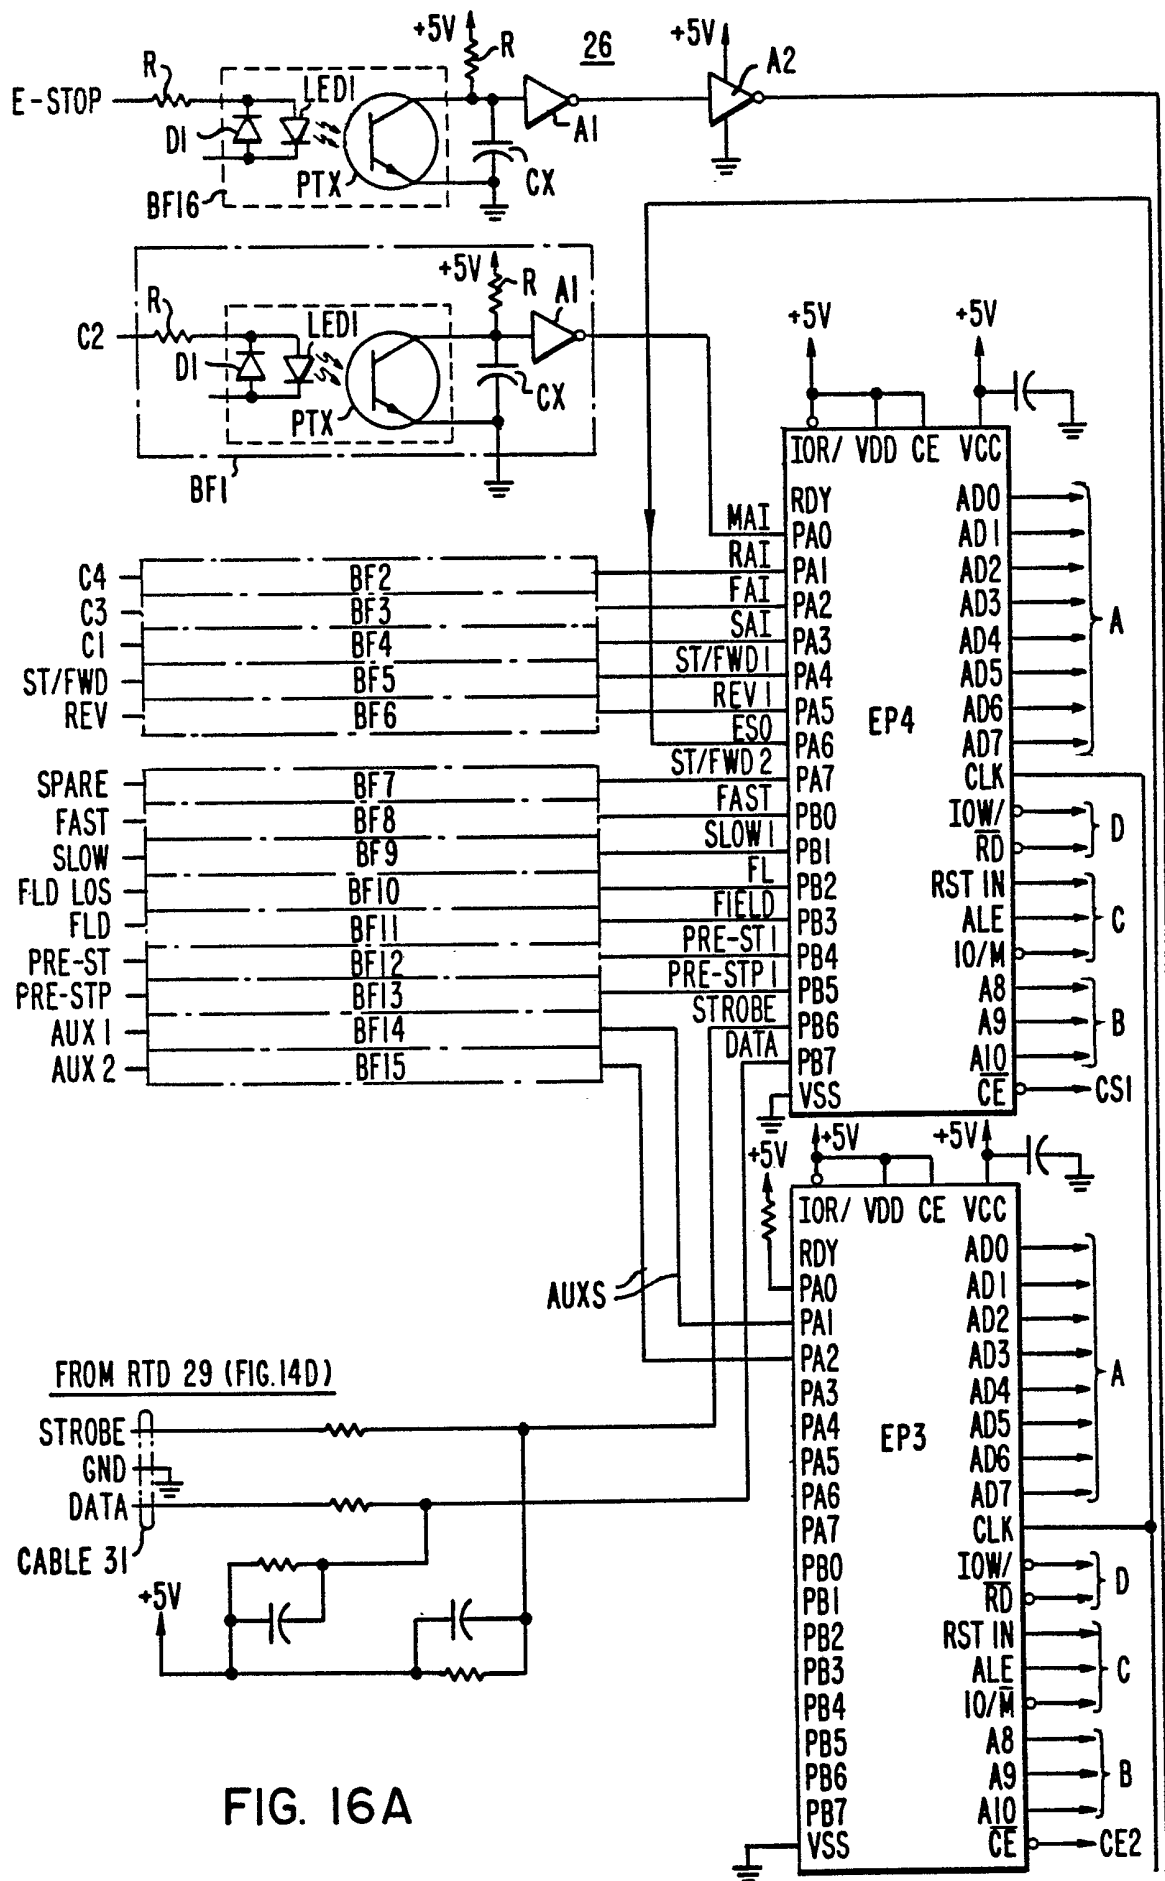 +5V
R
26
+5V
A2
E-STOP
R
LED1
D1
A1
PTX
CX
BF16
+5V
R
A1
C2
R
LED1
D1
PTX
CX
BF1
+5V
+5V
IOR/ VDD CE VCC
RDY
AD0
MAI
PA0
AD1
C4
BF2
RAI
PA1
AD2
C3
BF3
FAI
PA2
AD3
A
C1
BF4
SAI
PA3
AD4
ST/FWD
BF5
ST/FWD1
PA4
AD5
REV
BF6
REV1
PA5
EP4
AD6
ESO
PA6
AD7
SPARE
BF7
ST/FWD2
PA7
CLK
FAST
BF8
FAST
PB0
IOW/
D
SLOW
BF9
SLOW1
PB1
RD
FLD LOS
BF10
FL
PB2
RST IN
FLD
BF11
FIELD
PB3
ALE
C
PRE-ST
BF12
PRE-ST1
PB4
IO/M
PRE-STP
BF13
PRE-STP1
PB5
A8
AUX1
BF14
STROBE
PB6
A9
B
AUX2
BF15
DATA
PB7
A10
VSS
CE
CS1
+5V
+5V
+5V
IOR/ VDD CE VCC
RDY
AD0
AUXS
PA0
AD1
PA1
AD2
PA2
AD3
A
PA3
AD4
PA4
EP3
AD5
PA5
AD6
PA6
AD7
PA7
CLK
PB0
IOW/
D
PB1
RD
PB2
RST IN
PB3
ALE
C
PB4
IO/M
PB5
A8
PB6
A9
B
PB7
A10
VSS
CE
CE2
FROM RTD 29 (FIG.14D)
STROBE
GND
DATA
CABLE 31
+5V
FIG. 16A